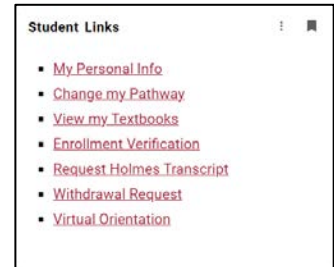 Student Links
My Personal Info
Change my Pathway
View my Textbooks
Enrollment Verification
Request Holmes Transcript
Withdrawal Request
Virtual Orientation